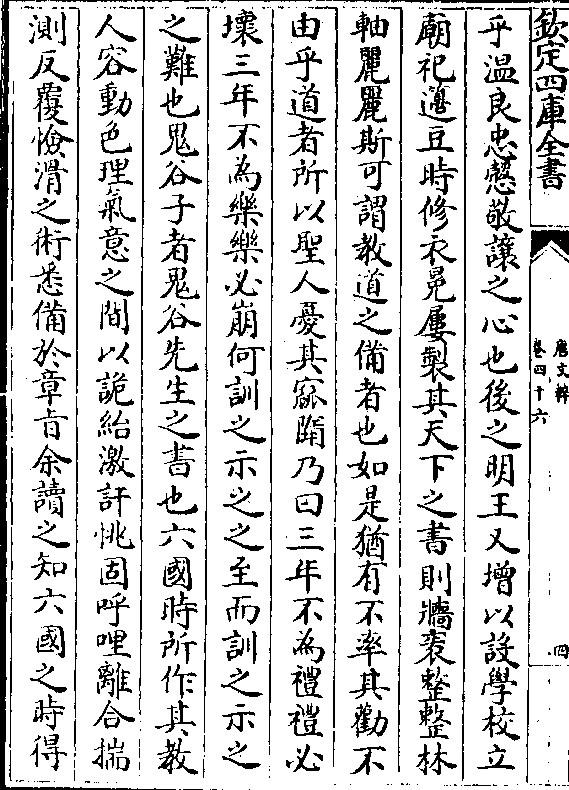 欽定四庫全書
唐文粹
卷四十六
四
乎温良忠慤敬讓之心也後之明王又增以設學校立
廟祀籩豆時修衣冕屢製其天下之書則牆袤整整林
軸麗麗斯可謂教道之備者也如是猶有不率其勸不
由乎道者所以聖人憂其窳隋乃曰三年不為禮禮必
壞三年不為樂樂必崩何訓之示之之至而訓之示之
之難也鬼谷子者鬼谷先生之書也六國時所作其教
人容動色理氣意之間以詭紿激訐恌固呼哩離合揣
測反覆憸滑之術悉備於章旨余讀之知六國之時得